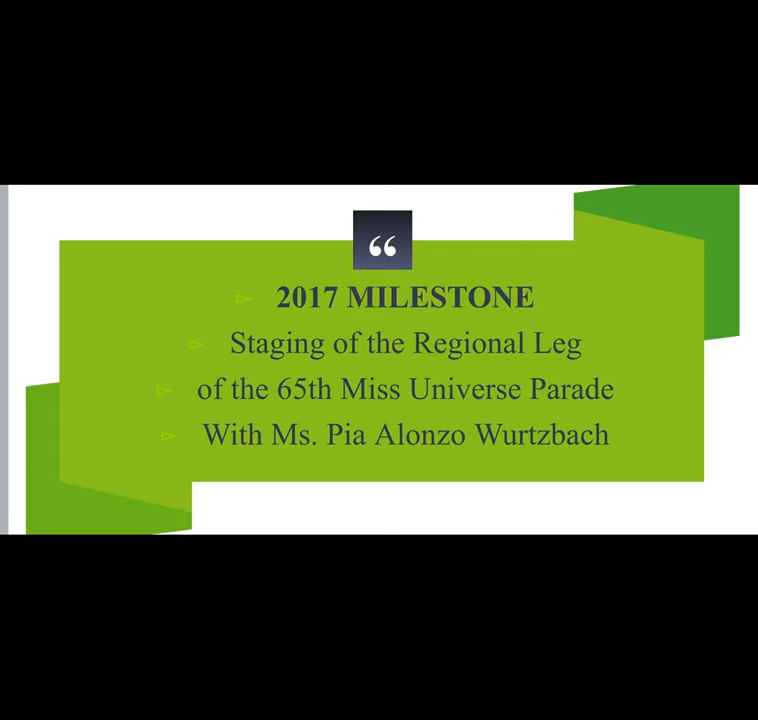 “
2017 MILESTONE
Staging of the Regional Leg
of the 65th Miss Universe Parade
With Ms. Pia Alonzo Wurtzbach